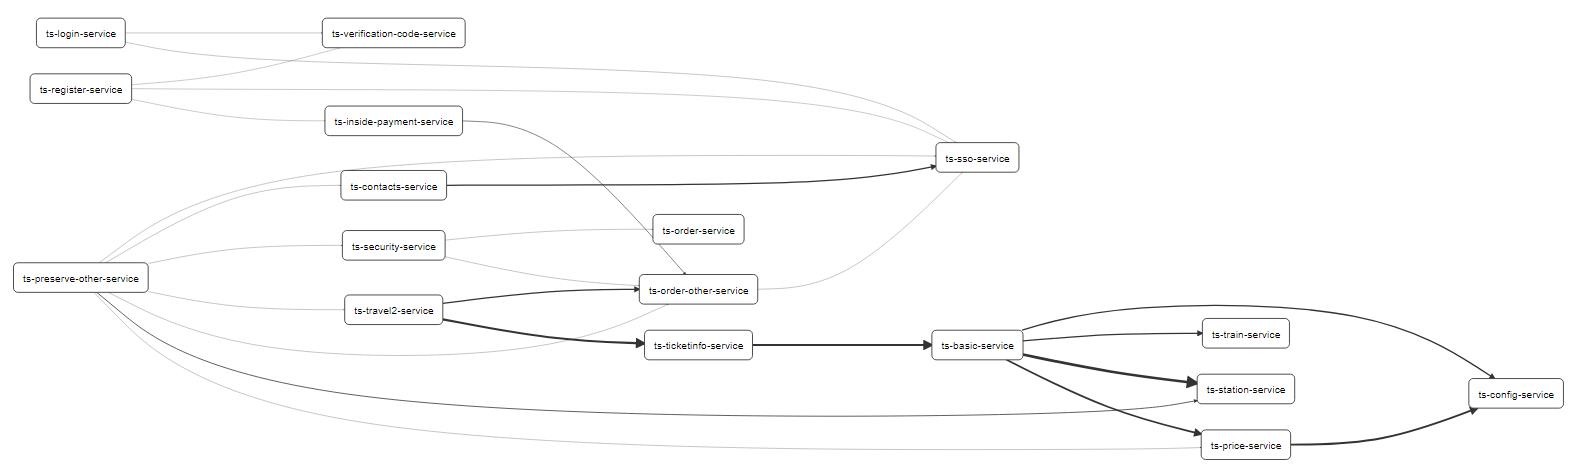 ts-login-service
ts-verification-code-service
ts-register-service
ts-inside-payment-service
ts-sso-service
ts-contacts-service
ts-order-service
ts-security-service
ts-preserve-other-service
ts-order-other-service
ts-travel2-service
ts-train-service
ts-ticketinfo-service
ts-basic-service
ts-station-service
ts-config-service
ts-price-service